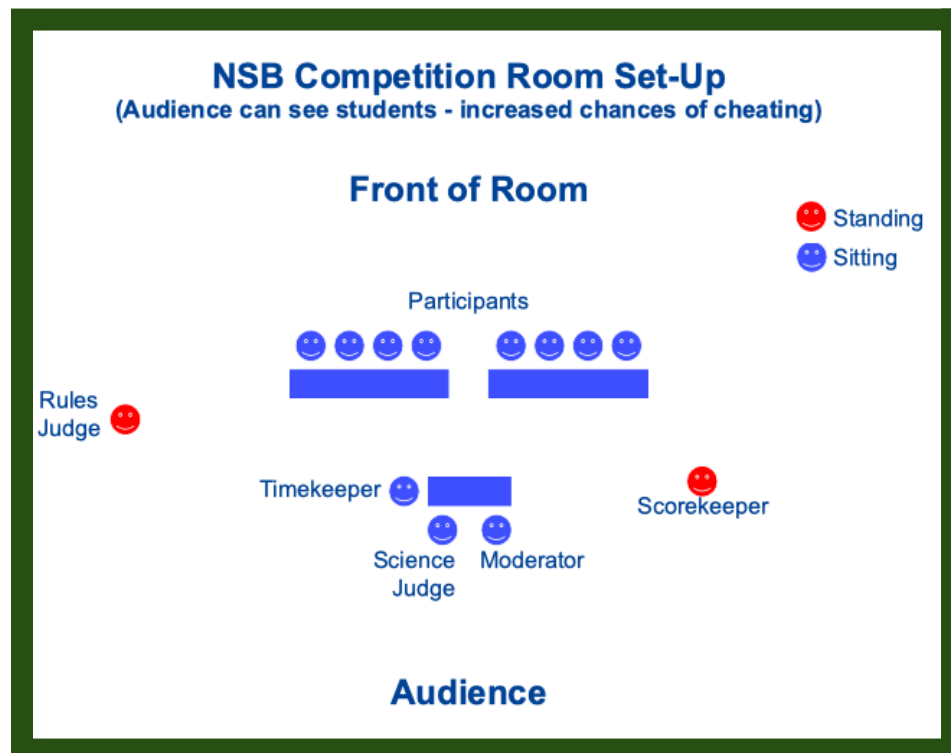 NSB Competition Room Set-Up
(Audience can see students - increased chances of cheating)
Front of Room
Standing
Sitting
Participants
Rules
Judge
Timekeeper
Scorekeeper
Science
Judge
Moderator
Audience